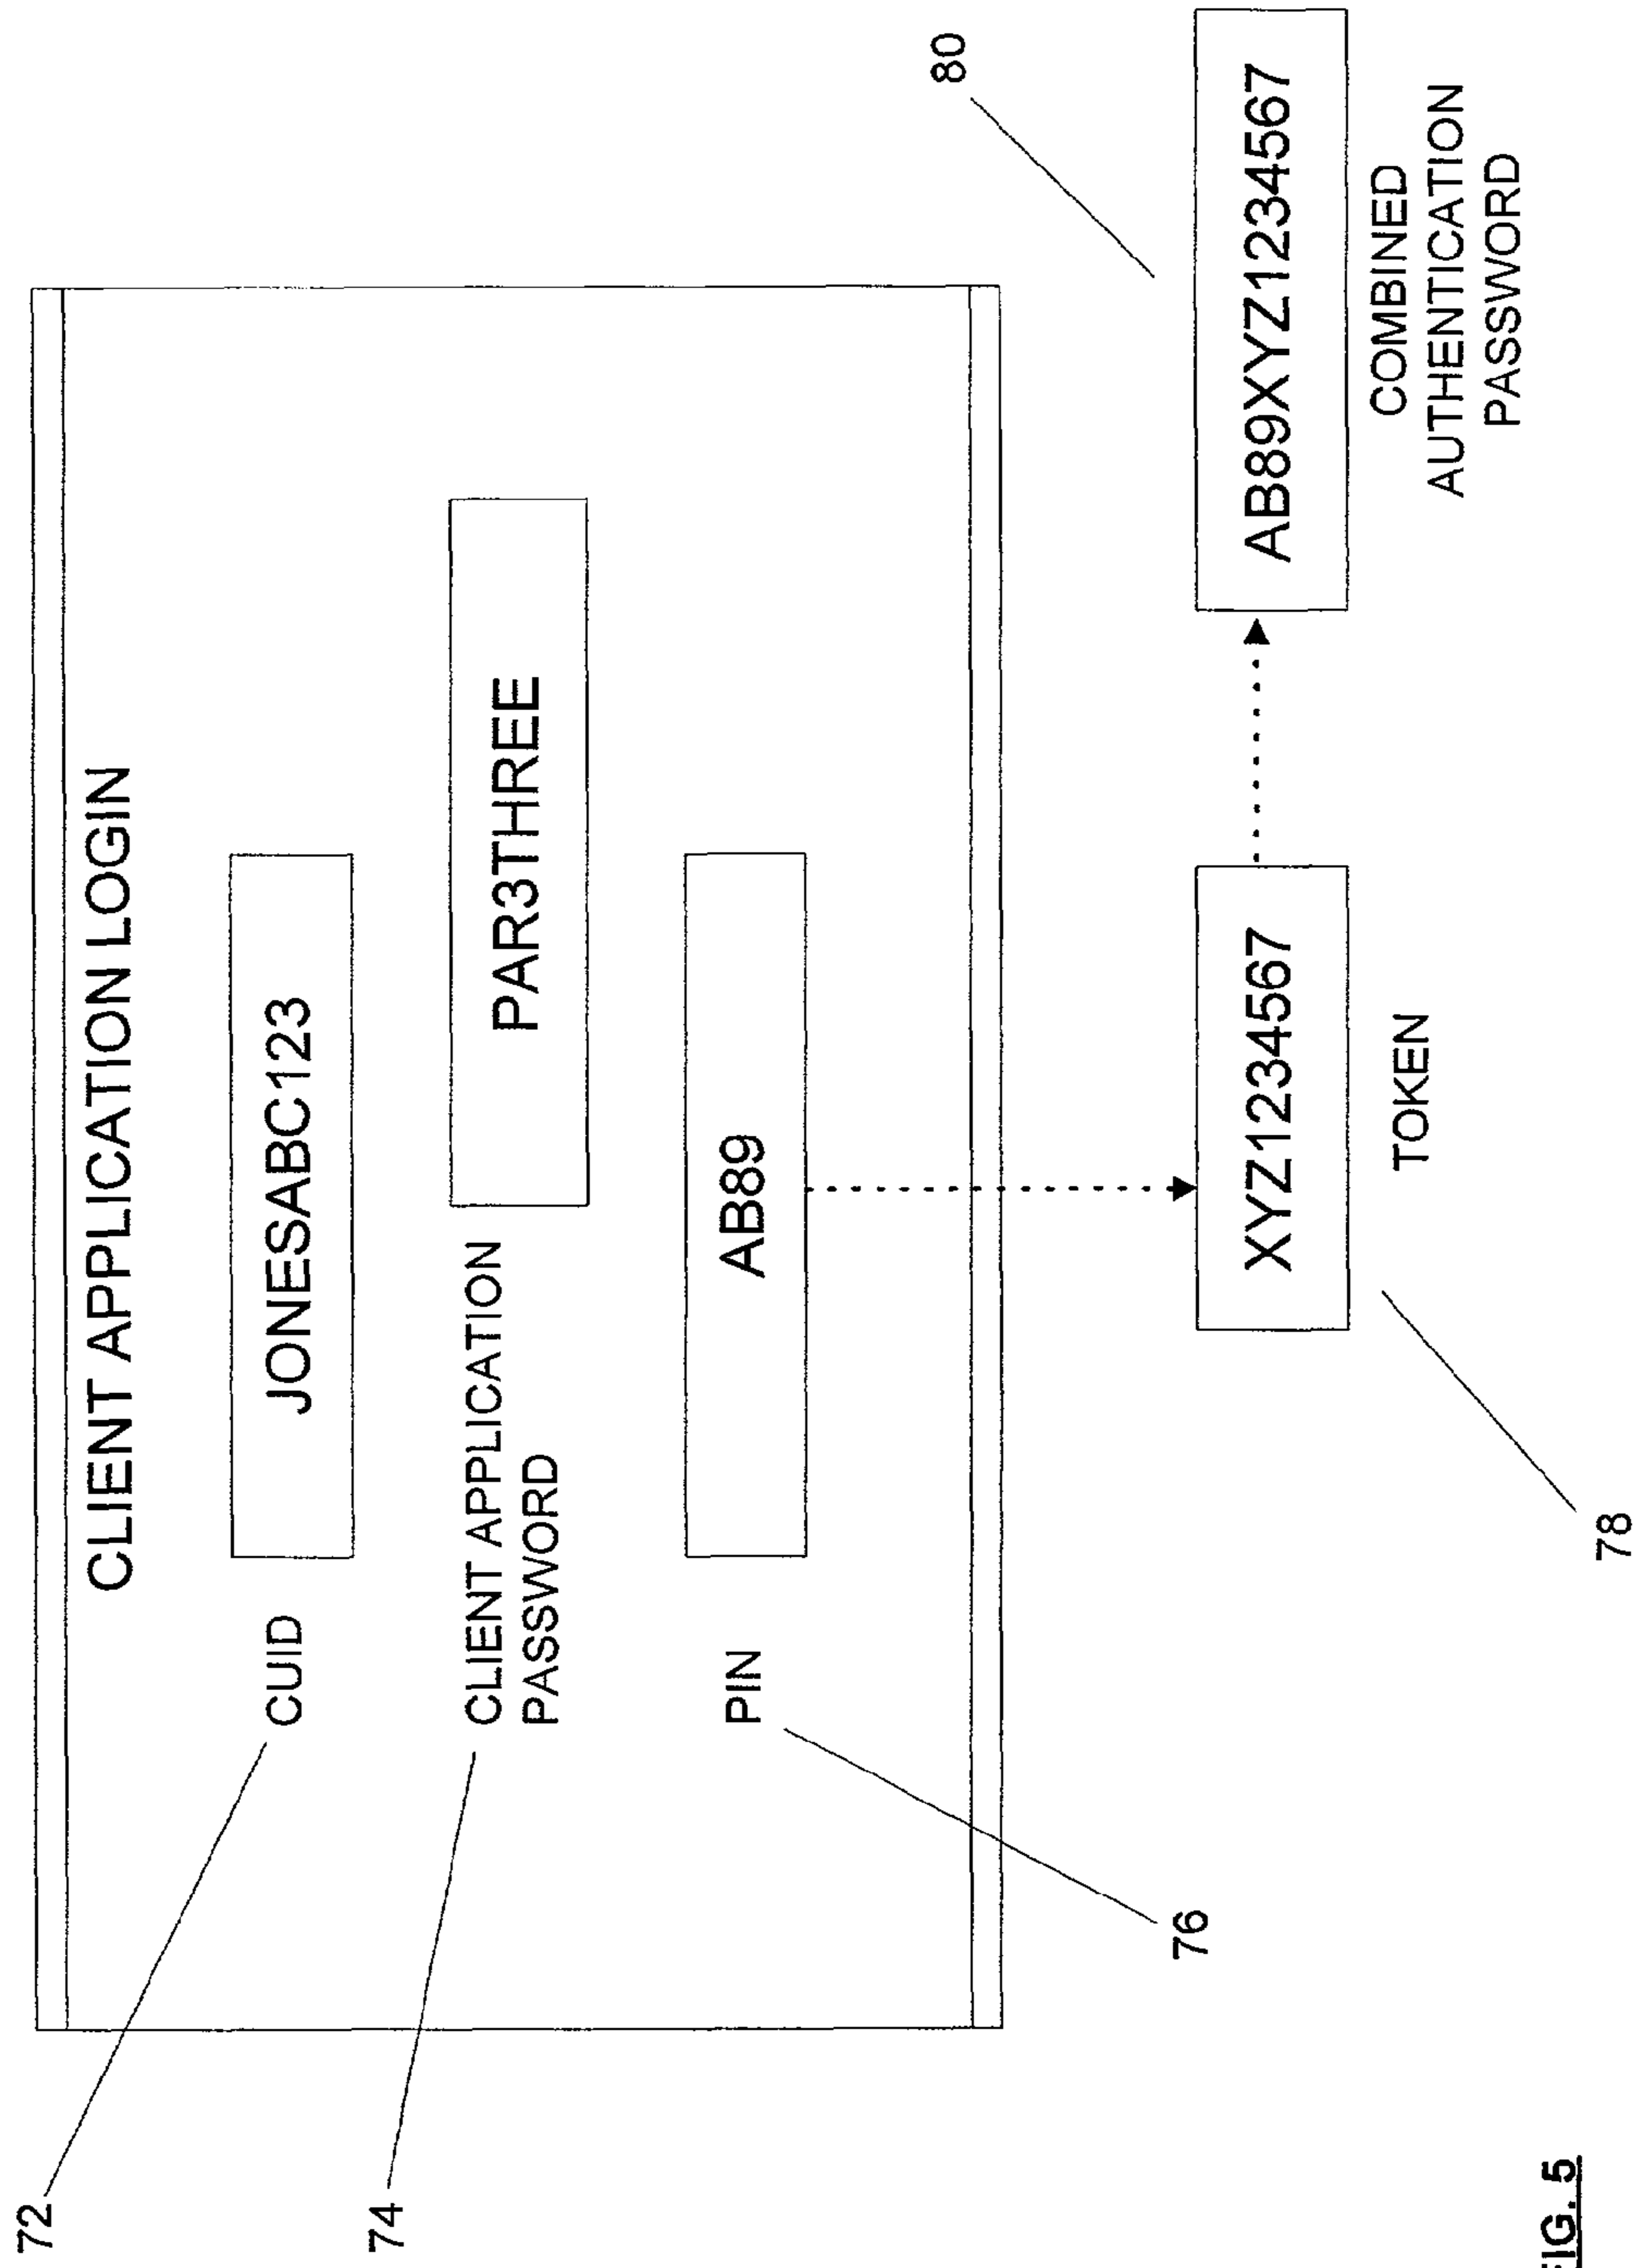 CLIENT APPLICATION LOGIN
72
CUID
JONESABC123
74
CLIENT APPLICATION
PASSWORD
PAR3THREE
76
PIN
AB89
78
XYZ1234567
TOKEN
80
AB89XYZ1234567
COMBINED
AUTHENTICATION
PASSWORD
FIG. 5